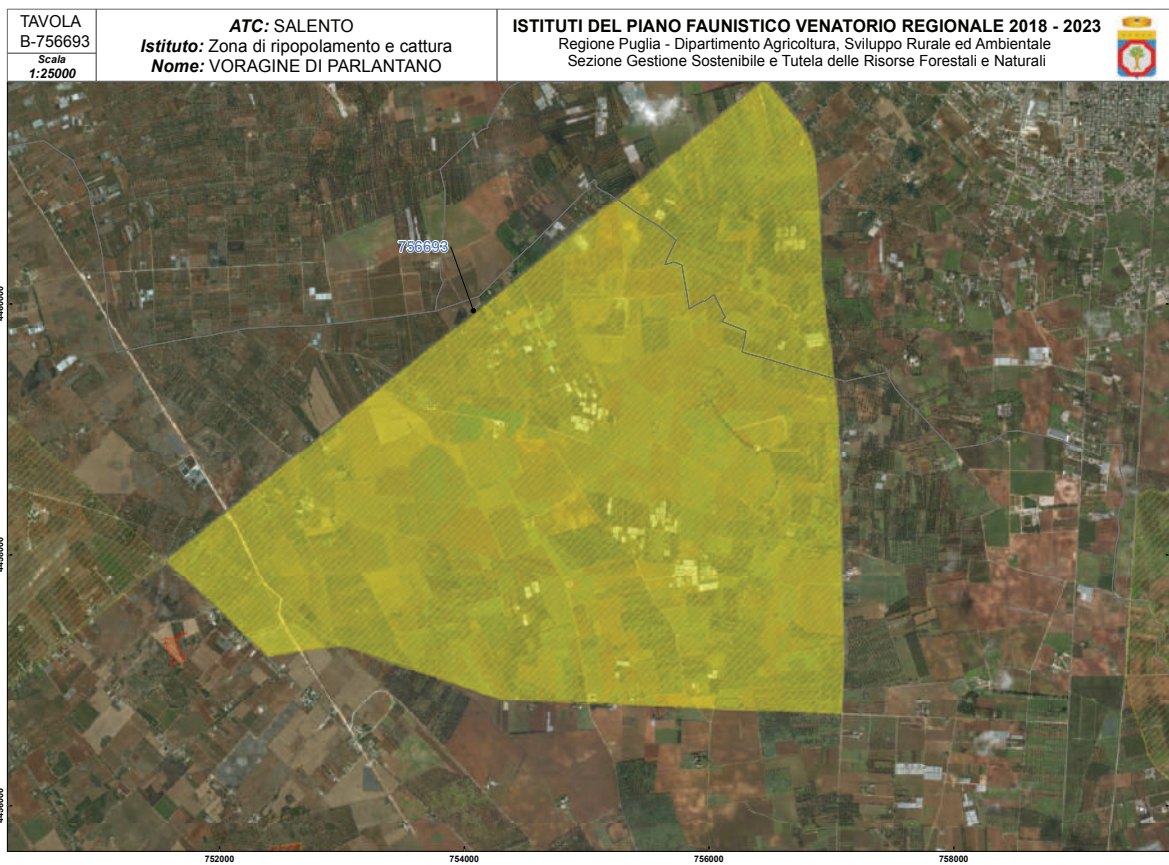 TAVOLA
B-756693
Scala
1:25000
ATC: SALENTO
Istituto: Zona di ripopolamento e cattura
Nome: VORAGINE DI PARLANTANO
ISTITUTI DEL PIANO FAUNISTICO VENATORIO REGIONALE 2018 - 2023
Regione Puglia - Dipartimento Agricoltura, Sviluppo Rurale ed Ambientale
Sezione Gestione Sostenibile e Tutela delle Risorse Forestali e Naturali
756693
752000
754000
756000
758000